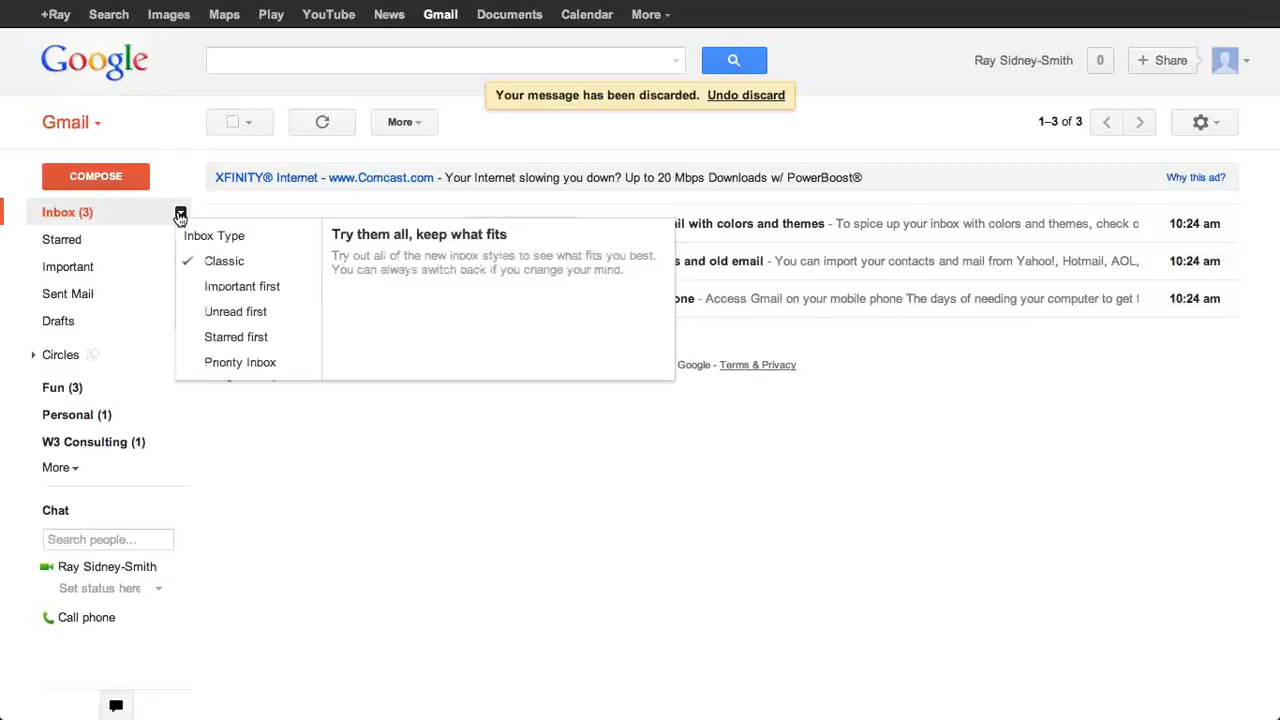 +Ray Search Images Maps Play YouTube News Gmail Documents Calendar More
Google
Ray Sidney-Smith 0 + Share
Your message has been discarded. Undo discard
Gmail
More
1–3 of 3
COMPOSE
XFINITY® Internet - www.Comcast.com - Your Internet slowing you down? Up to 20 Mbps Downloads w/ PowerBoost®
Why this ad?
Inbox (3)
Starred
Important
Sent Mail
Drafts
Circles
Fun (3)
Personal (1)
W3 Consulting (1)
More
Inbox Type
Classic
Important first
Unread first
Starred first
Priority Inbox
Try them all, keep what fits
Try out all of the new inbox styles to see what fits you best.
You can always switch back if you change your mind.
il with colors and themes - To spice up your inbox with colors and themes, check c 10:24 am
s and old email - You can import your contacts and mail from Yahoo!, Hotmail, AOL, 10:24 am
one - Access Gmail on your mobile phone The days of needing your computer to get t 10:24 am
Google - Terms & Privacy
Chat
Search people...
Ray Sidney-Smith
Set status here
Call phone